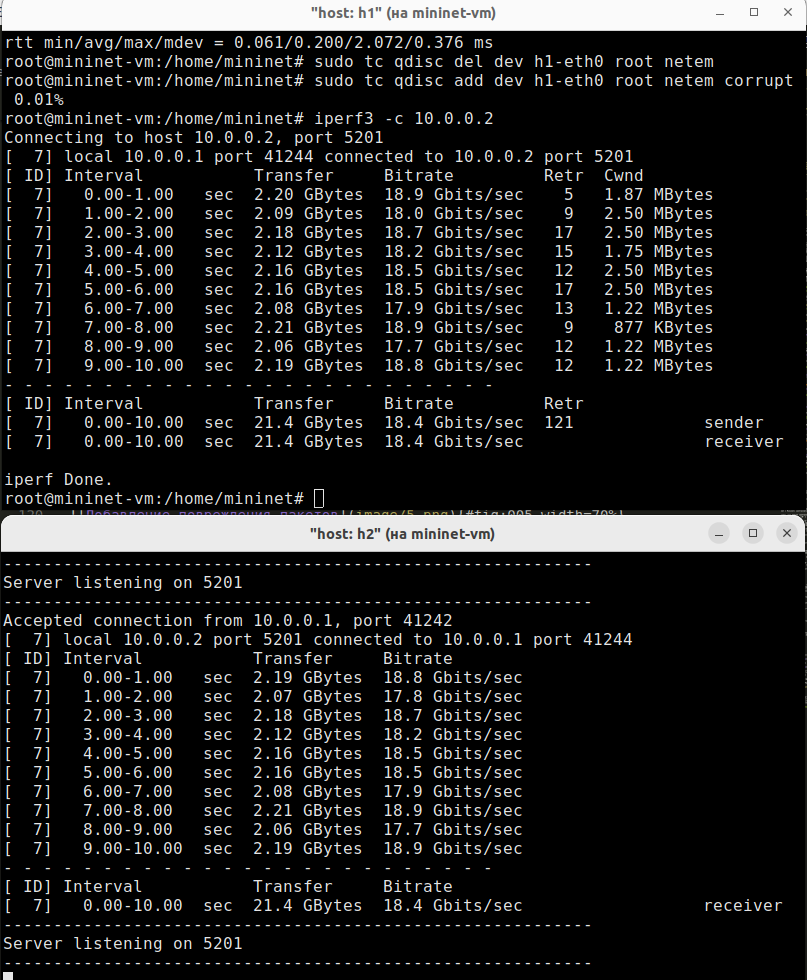 "host: h1" (на mininet-vm)
rtt min/avg/max/mdev = 0.061/0.200/2.072/0.376 ms
root@mininet-vm:/home/mininet# sudo tc qdisc del dev h1-eth0 root netem
root@mininet-vm:/home/mininet# sudo tc qdisc add dev h1-eth0 root netem corrupt
 0.01%
root@mininet-vm:/home/mininet# iperf3 -c 10.0.0.2
Connecting to host 10.0.0.2, port 5201
[  7] local 10.0.0.1 port 41244 connected to 10.0.0.2 port 5201
[ ID] Interval           Transfer     Bitrate         Retr  Cwnd
[  7]   0.00-1.00   sec  2.20 GBytes  18.9 Gbits/sec    5   1.87 MBytes
[  7]   1.00-2.00   sec  2.09 GBytes  18.0 Gbits/sec    9   2.50 MBytes
[  7]   2.00-3.00   sec  2.18 GBytes  18.7 Gbits/sec   17   2.50 MBytes
[  7]   3.00-4.00   sec  2.12 GBytes  18.2 Gbits/sec   15   1.75 MBytes
[  7]   4.00-5.00   sec  2.16 GBytes  18.5 Gbits/sec   12   2.50 MBytes
[  7]   5.00-6.00   sec  2.16 GBytes  18.5 Gbits/sec   17   2.50 MBytes
[  7]   6.00-7.00   sec  2.08 GBytes  17.9 Gbits/sec   13   1.22 MBytes
[  7]   7.00-8.00   sec  2.21 GBytes  18.9 Gbits/sec    9    877 KBytes
[  7]   8.00-9.00   sec  2.06 GBytes  17.7 Gbits/sec   12   1.22 MBytes
[  7]   9.00-10.00  sec  2.19 GBytes  18.8 Gbits/sec   12   1.22 MBytes
- - - - - - - - - - - - - - - - - - - - - - - - -
[ ID] Interval           Transfer     Bitrate         Retr
[  7]   0.00-10.00  sec  21.4 GBytes  18.4 Gbits/sec  121             sender
[  7]   0.00-10.00  sec  21.4 GBytes  18.4 Gbits/sec                  receiver
iperf Done.
root@mininet-vm:/home/mininet#
"host: h2" (на mininet-vm)
-----------------------------------------------------------
Server listening on 5201
-----------------------------------------------------------
Accepted connection from 10.0.0.1, port 41242
[  7] local 10.0.0.2 port 5201 connected to 10.0.0.1 port 41244
[ ID] Interval           Transfer     Bitrate
[  7]   0.00-1.00   sec  2.19 GBytes  18.8 Gbits/sec
[  7]   1.00-2.00   sec  2.07 GBytes  17.8 Gbits/sec
[  7]   2.00-3.00   sec  2.18 GBytes  18.7 Gbits/sec
[  7]   3.00-4.00   sec  2.12 GBytes  18.2 Gbits/sec
[  7]   4.00-5.00   sec  2.16 GBytes  18.5 Gbits/sec
[  7]   5.00-6.00   sec  2.16 GBytes  18.5 Gbits/sec
[  7]   6.00-7.00   sec  2.08 GBytes  17.9 Gbits/sec
[  7]   7.00-8.00   sec  2.21 GBytes  18.9 Gbits/sec
[  7]   8.00-9.00   sec  2.06 GBytes  17.7 Gbits/sec
[  7]   9.00-10.00  sec  2.19 GBytes  18.9 Gbits/sec
- - - - - - - - - - - - - - - - - - - - - - - - -
[ ID] Interval           Transfer     Bitrate
[  7]   0.00-10.00  sec  21.4 GBytes  18.4 Gbits/sec                  receiver
-----------------------------------------------------------
Server listening on 5201
-----------------------------------------------------------